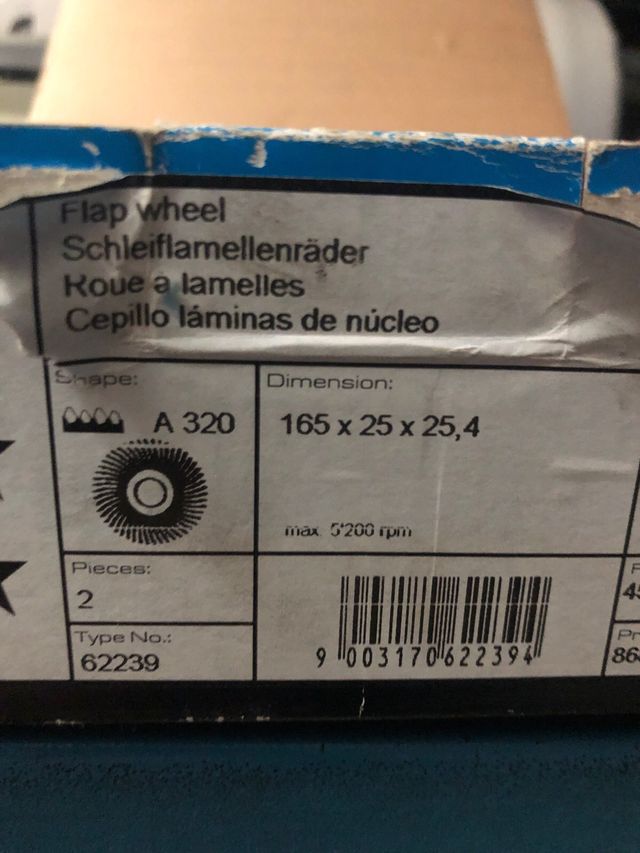 Flap wheel
Schleiflamellenräder
Roue a lamelles
Cepillo láminas de núcleo
Shape:
A 320
Dimension:
165 x 25 x 25,4
max. 5'200 rpm
Pieces:
2
Type No.:
62239
9 003170 622394